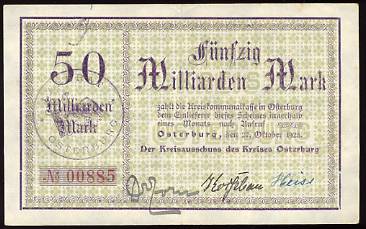 50
Milliarden
Mark
№ 00885
Fünfzig
Milliarden Mark
zahlt die Kreiskommunalkasse in Osterburg
dem Einlieferer dieses Scheines innerhalb
eines Monats nach Aufruf
Osterburg, den 27. Oktober 1923.
Der Kreisausschuss des Kreises Osterburg